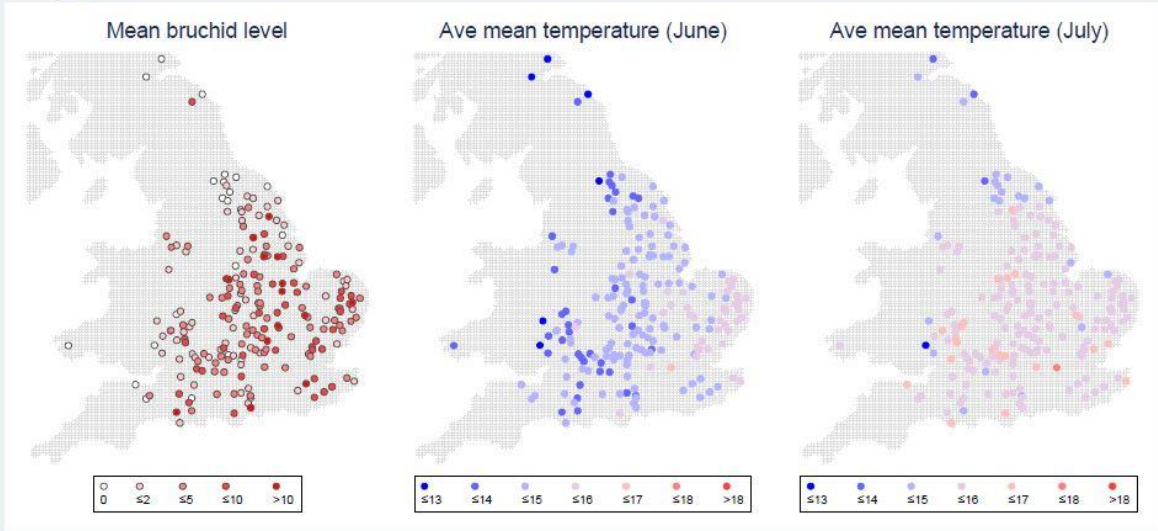 Mean bruchid level
Ave mean temperature (June)
Ave mean temperature (July)
0 ≤2 ≤5 ≤10 >10
≤13 ≤14 ≤15 ≤16 ≤17 ≤18 >18
≤13 ≤14 ≤15 ≤16 ≤17 ≤18 >18